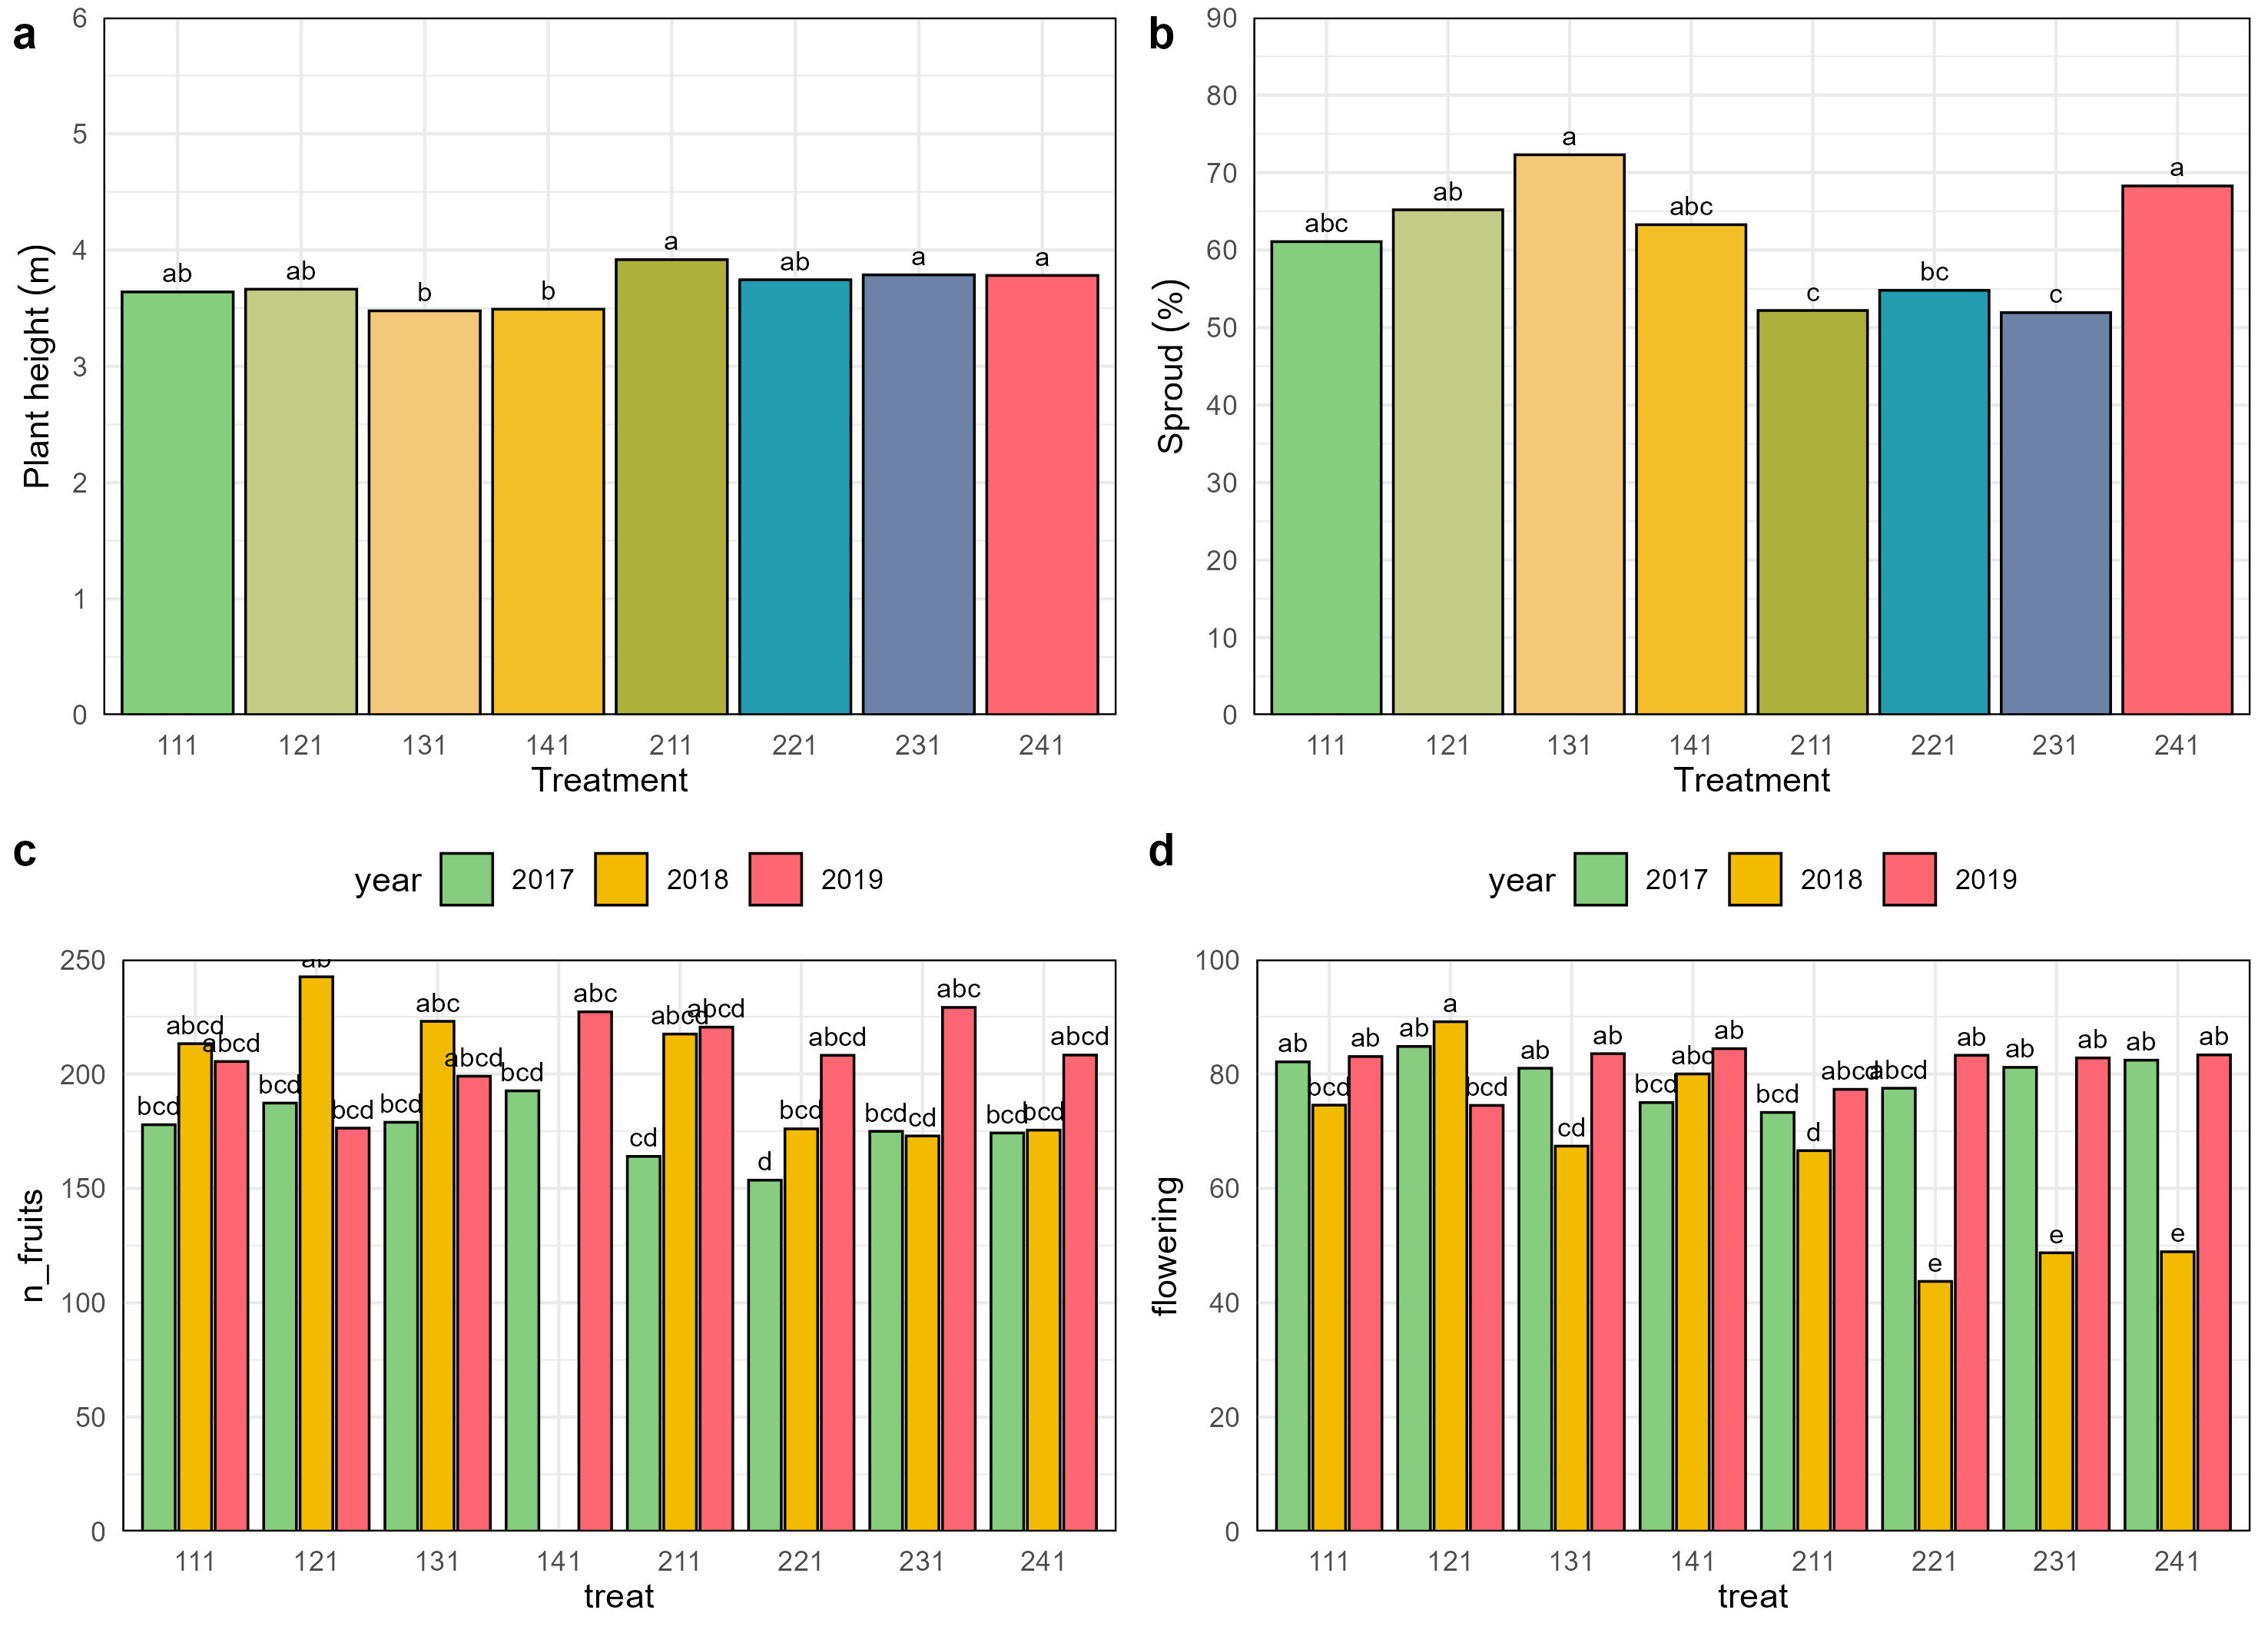 a
6
5
4
3
2
1
0
Plant height (m)
ab
ab
b
b
a
ab
a
a
111 121 131 141 211 221 231 241
Treatment
b
90
80
70
60
50
40
30
20
10
0
Sproud (%)
abc
ab
a
abc
c
bc
c
a
111 121 131 141 211 221 231 241
Treatment
c
year 2017 2018 2019
250
200
150
100
50
0
n_fruits
bcd abcd abcd
bcd ab bcd
bcd abc abcd
bcd abc
cd abcd abcd
d bcd abcd
bcd cd abc
bcd bcd abcd
111 121 131 141 211 221 231 241
treat
d
year 2017 2018 2019
100
80
60
40
20
0
flowering
ab bcd ab
ab a bcd
ab cd ab
bcd abc ab
bcd d abcd
abcd e ab
ab e ab
ab e ab
111 121 131 141 211 221 231 241
treat